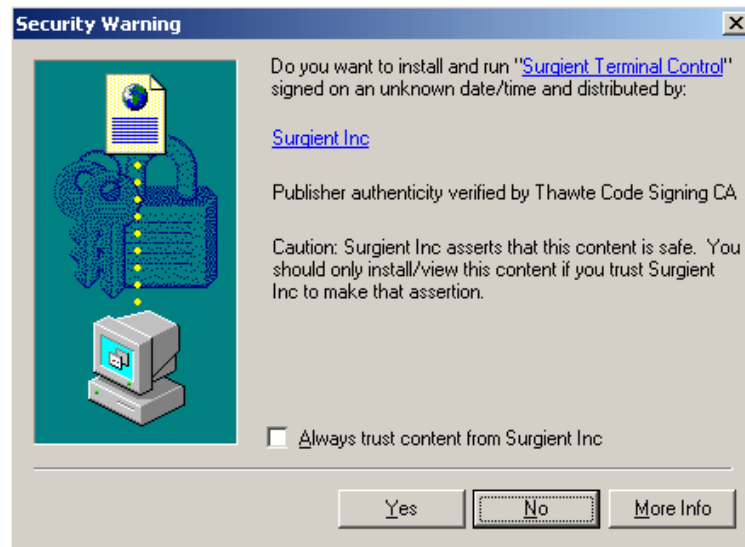 Security Warning
Do you want to install and run "Surgient Terminal Control"
signed on an unknown date/time and distributed by:
Surgient Inc
Publisher authenticity verified by Thawte Code Signing CA
Caution: Surgient Inc asserts that this content is safe.  You
should only install/view this content if you trust Surgient
Inc to make that assertion.
Always trust content from Surgient Inc
Yes
No
More Info